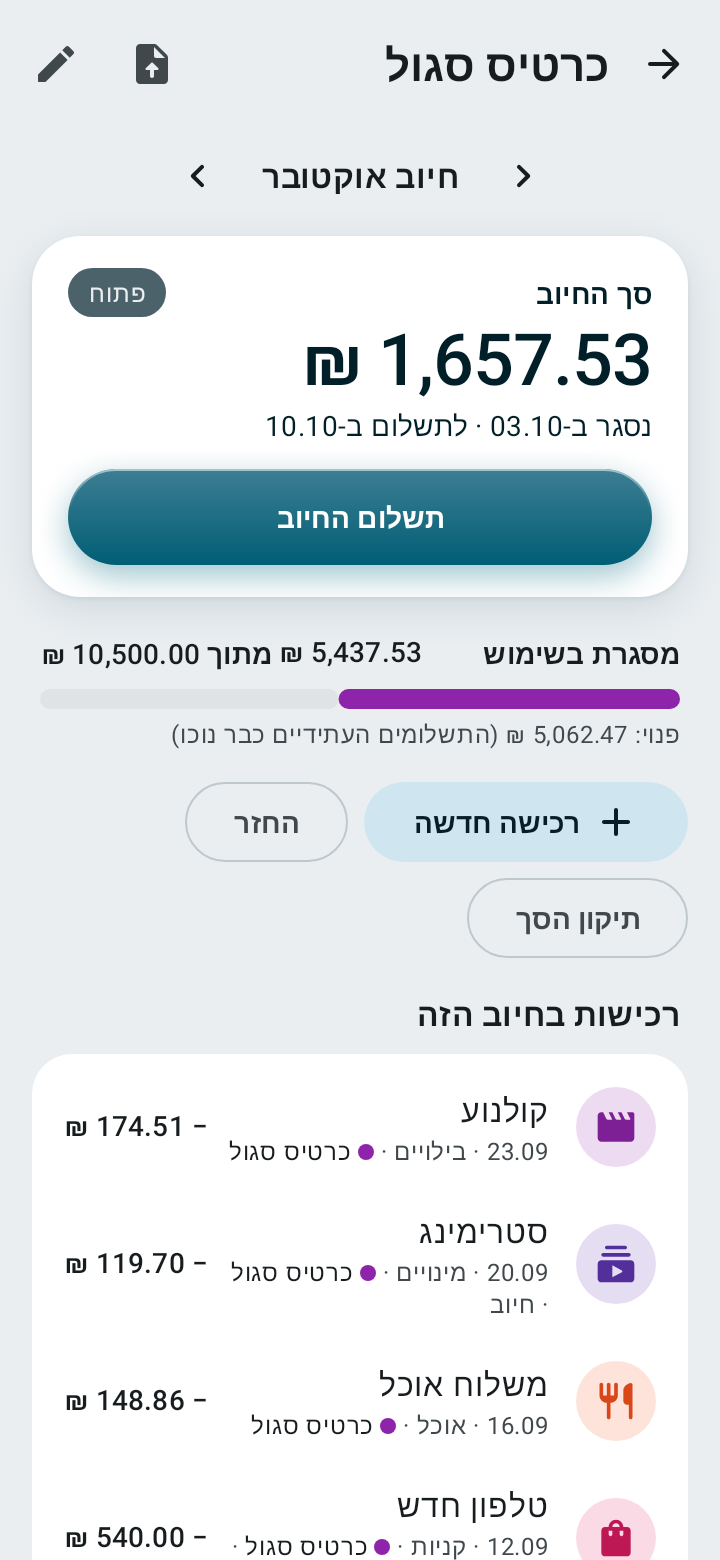 כרטיס סגול
חיוב אוקטובר
סך החיוב
פתוח
1,657.53 ₪
נסגר ב-03.10 · לתשלום ב-10.10
תשלום החיוב
מסגרת בשימוש
5,437.53 ₪ מתוך 10,500.00 ₪
פנוי: 5,062.47 ₪ (התשלומים העתידיים כבר נוכו)
רכישה חדשה
החזר
תיקון הסך
רכישות בחיוב הזה
קולנוע
23.09 · בילויים · כרטיס סגול
− 174.51 ₪
סטרימינג
20.09 · מינויים · כרטיס סגול
· חיוב
− 119.70 ₪
משלוח אוכל
16.09 · אוכל · כרטיס סגול
− 148.86 ₪
טלפון חדש
12.09 · קניות · כרטיס סגול ·
− 540.00 ₪